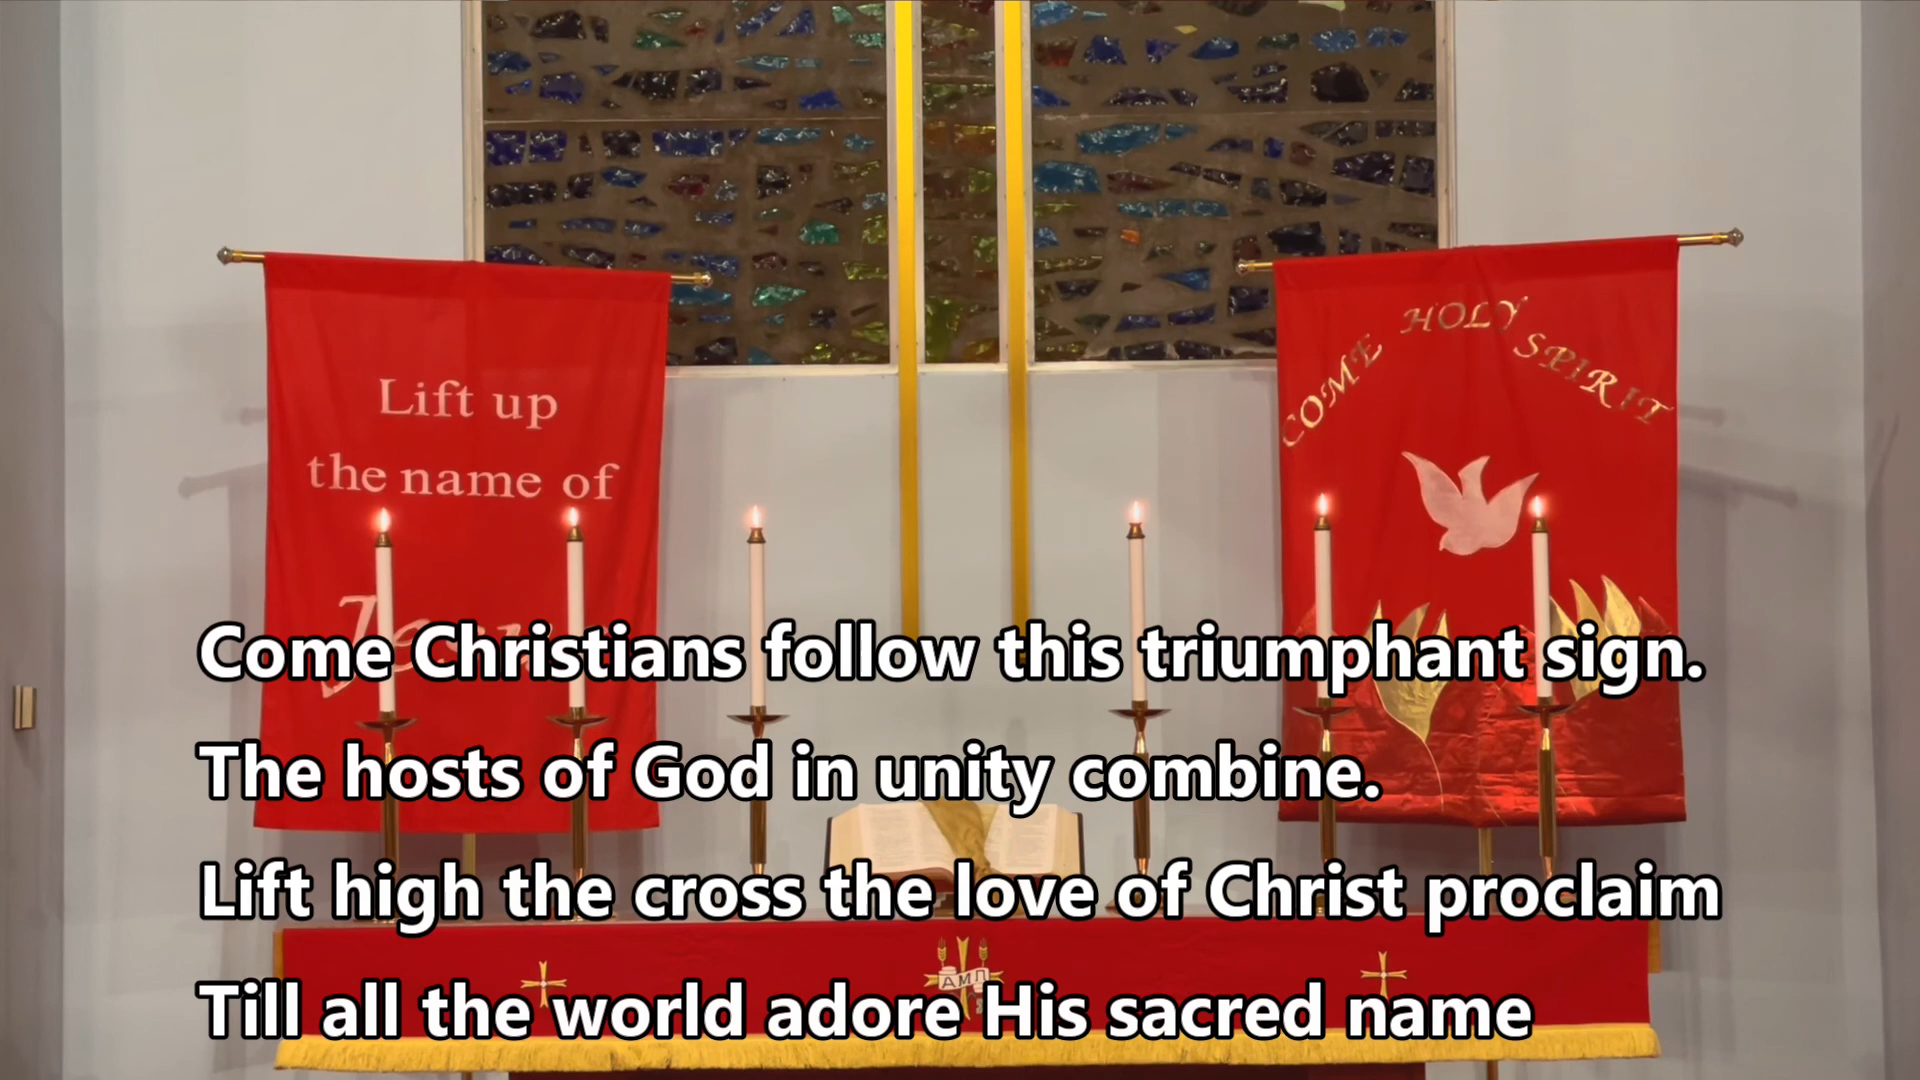 Lift up
the name of
Jesus
COME HOLY SPIRIT
Come Christians follow this triumphant sign.
The hosts of God in unity combine.
Lift high the cross the love of Christ proclaim
Till all the world adore His sacred name